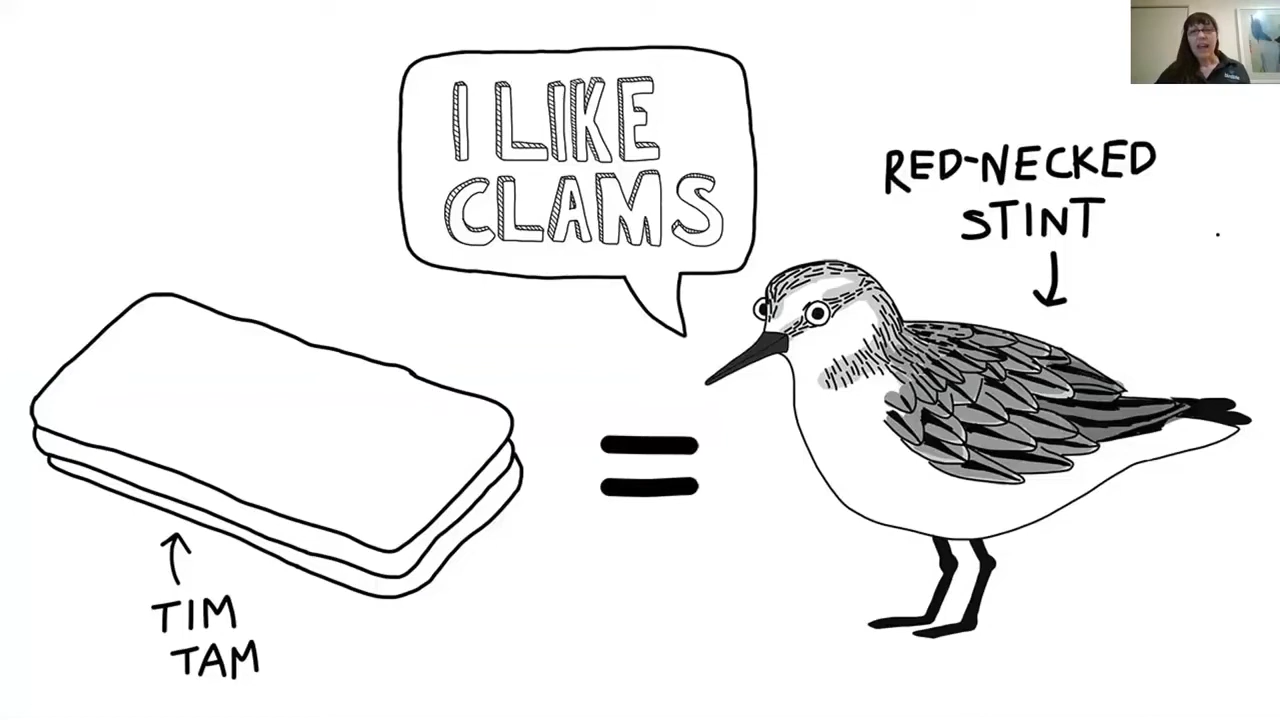 I LIKE
CLAMS
RED-NECKED
STINT
TIM
TAM